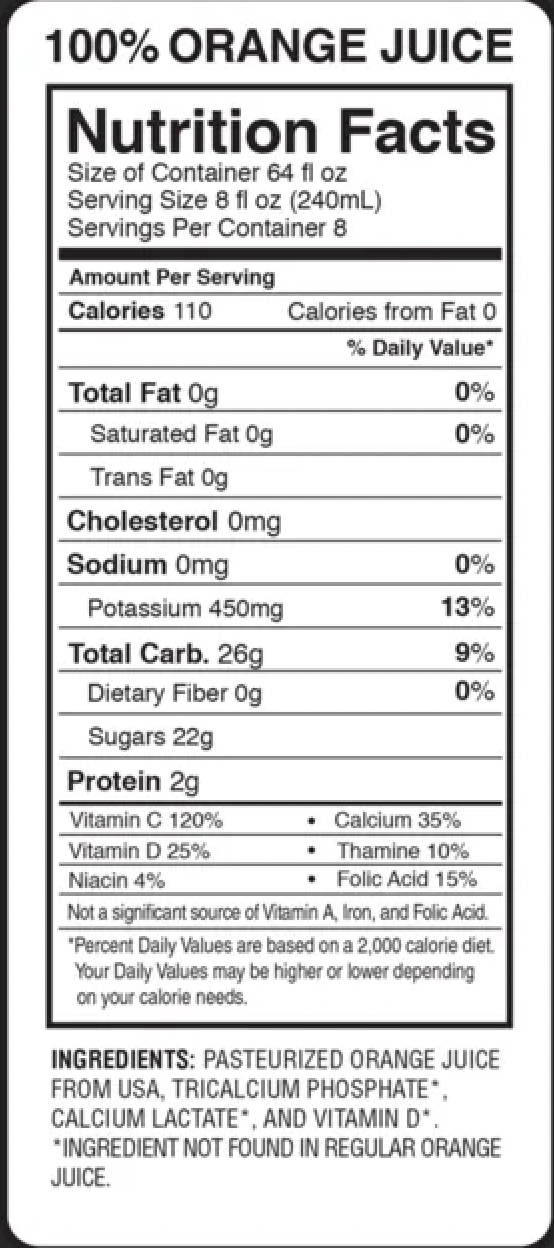 100% ORANGE JUICE
Nutrition Facts
Size of Container 64 fl oz
Serving Size 8 fl oz (240mL)
Servings Per Container 8
Amount Per Serving
Calories 110 Calories from Fat 0
% Daily Value*
Total Fat 0g 0%
Saturated Fat 0g 0%
Trans Fat 0g
Cholesterol 0mg
Sodium 0mg 0%
Potassium 450mg 13%
Total Carb. 26g 9%
Dietary Fiber 0g 0%
Sugars 22g
Protein 2g
Vitamin C 120% • Calcium 35%
Vitamin D 25% • Thamine 10%
Niacin 4% • Folic Acid 15%
Not a significant source of Vitamin A, Iron, and Folic Acid.
*Percent Daily Values are based on a 2,000 calorie diet.
Your Daily Values may be higher or lower depending
on your calorie needs.
INGREDIENTS: PASTEURIZED ORANGE JUICE
FROM USA, TRICALCIUM PHOSPHATE*,
CALCIUM LACTATE*, AND VITAMIN D*.
*INGREDIENT NOT FOUND IN REGULAR ORANGE
JUICE.